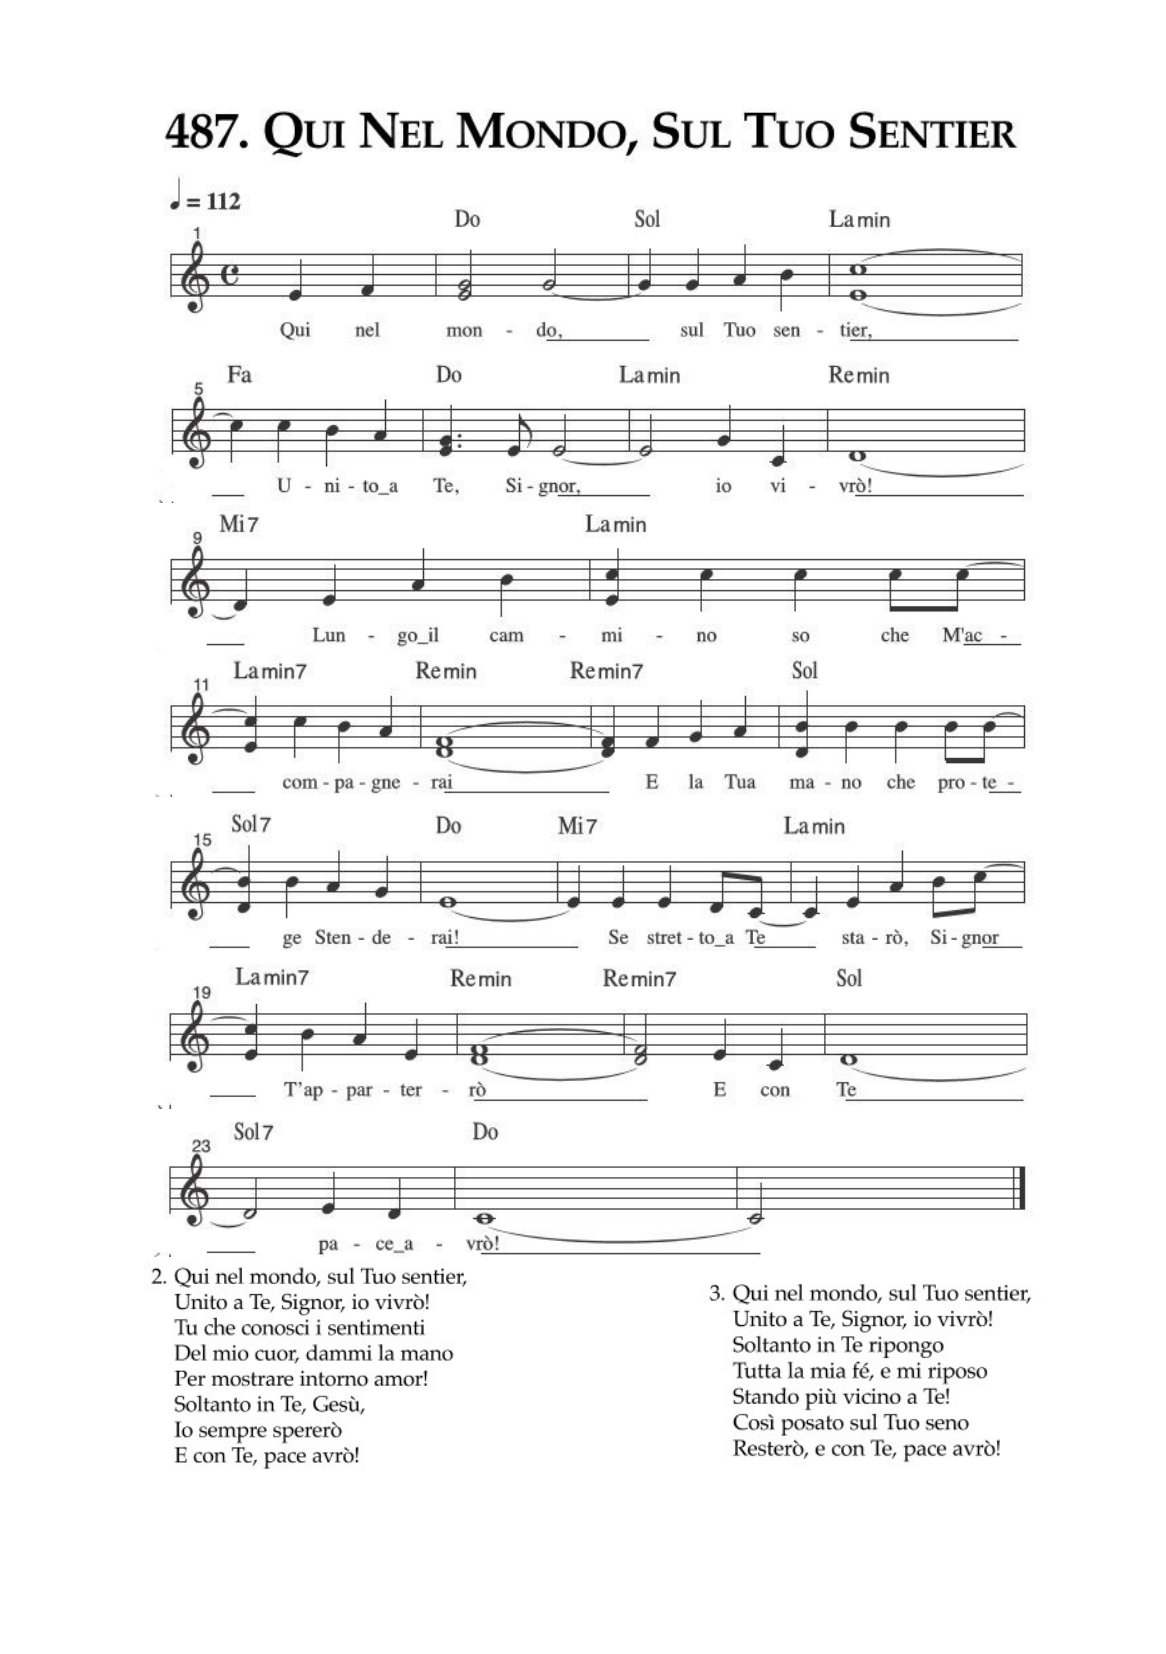 487. Qui Nel Mondo, Sul Tuo Sentier
= 112
Do Sol Lamin
1
Qui nel mon - do, sul Tuo sen - tier,
Fa Do Lamin Remin
5
U - ni - to_a Te, Si - gnor, io vi - vrò!
Mi7 Lamin
9
Lun - go_il cam - mi - no so che M'ac -
Lamin7 Remin Remin7 Sol
11
com - pa - gne - rai E la Tua ma - no che pro - te -
Sol7 Do Mi7 Lamin
15
ge Sten - de - rai! Se stret - to_a Te sta - rò, Si - gnor
Lamin7 Remin Remin7 Sol
19
T'ap - par - ter - rò E con Te
Sol7 Do
23
pa - ce_a - vrò!
2. Qui nel mondo, sul Tuo sentier,
Unito a Te, Signor, io vivrò!
Tu che conosci i sentimenti
Del mio cuor, dammi la mano
Per mostrare intorno amor!
Soltanto in Te, Gesù,
Io sempre spererò
E con Te, pace avrò!
3. Qui nel mondo, sul Tuo sentier,
Unito a Te, Signor, io vivrò!
Soltanto in Te ripongo
Tutta la mia fé, e mi riposo
Stando più vicino a Te!
Così posato sul Tuo seno
Resterò, e con Te, pace avrò!